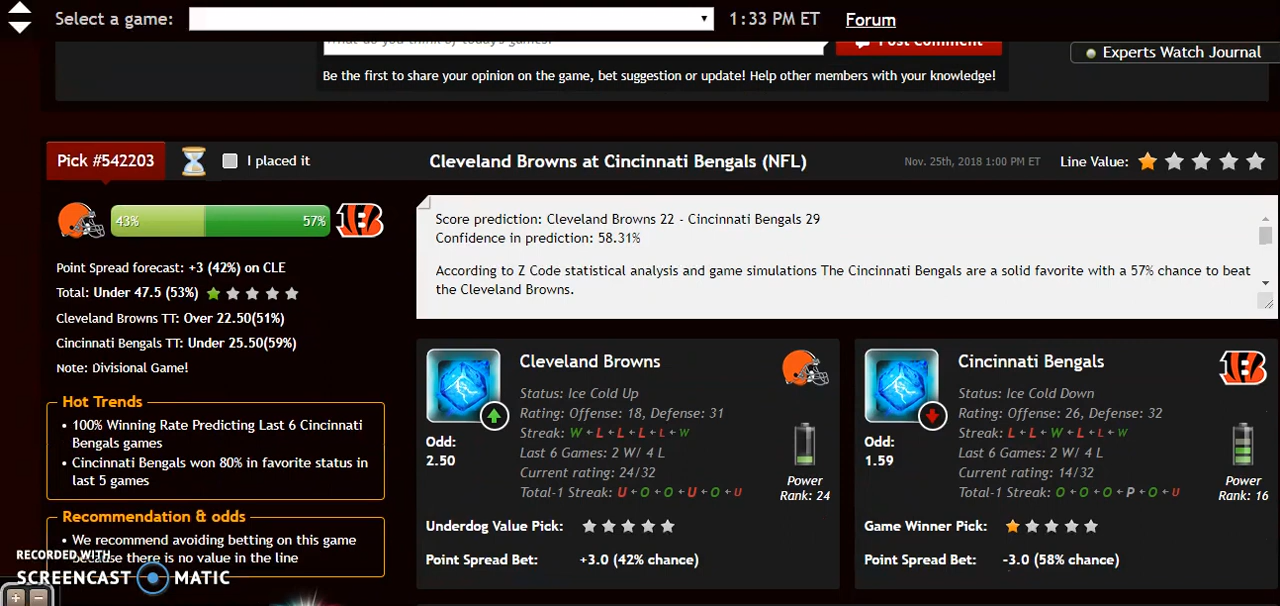 Select a game:
1:33 PM ET
Forum
What do you think of today's games?
Post Comment
Experts Watch Journal
Be the first to share your opinion on the game, bet suggestion or update! Help other members with your knowledge!
Pick #542203
I placed it
Cleveland Browns at Cincinnati Bengals (NFL)
Nov. 25th, 2018 1:00 PM ET
Line Value:
43%
57%
Score prediction: Cleveland Browns 22 - Cincinnati Bengals 29
Confidence in prediction: 58.31%
According to Z Code statistical analysis and game simulations The Cincinnati Bengals are a solid favorite with a 57% chance to beat
the Cleveland Browns.
Point Spread forecast: +3 (42%) on CLE
Total: Under 47.5 (53%)
Cleveland Browns TT: Over 22.50(51%)
Cincinnati Bengals TT: Under 25.50(59%)
Note: Divisional Game!
Hot Trends
• 100% Winning Rate Predicting Last 6 Cincinnati
Bengals games
• Cincinnati Bengals won 80% in favorite status in
last 5 games
Recommendation & odds
• We recommend avoiding betting on this game
because there is no value in the line
Cleveland Browns
Status: Ice Cold Up
Rating: Offense: 18, Defense: 31
Streak: W ← L ← L ← L ← L ← W
Last 6 Games: 2 W/ 4 L
Current rating: 24/32
Total-1 Streak: U ← O ← O ← U ← O ← U
Odd:
2.50
Power
Rank: 24
Underdog Value Pick:
Point Spread Bet: +3.0 (42% chance)
Cincinnati Bengals
Status: Ice Cold Down
Rating: Offense: 26, Defense: 32
Streak: L ← L ← W ← L ← L ← W
Last 6 Games: 2 W/ 4 L
Current rating: 14/32
Total-1 Streak: O ← O ← O ← P ← O ← U
Odd:
1.59
Power
Rank: 16
Game Winner Pick:
Point Spread Bet: -3.0 (58% chance)
RECORDED WITH
SCREENCAST MATIC